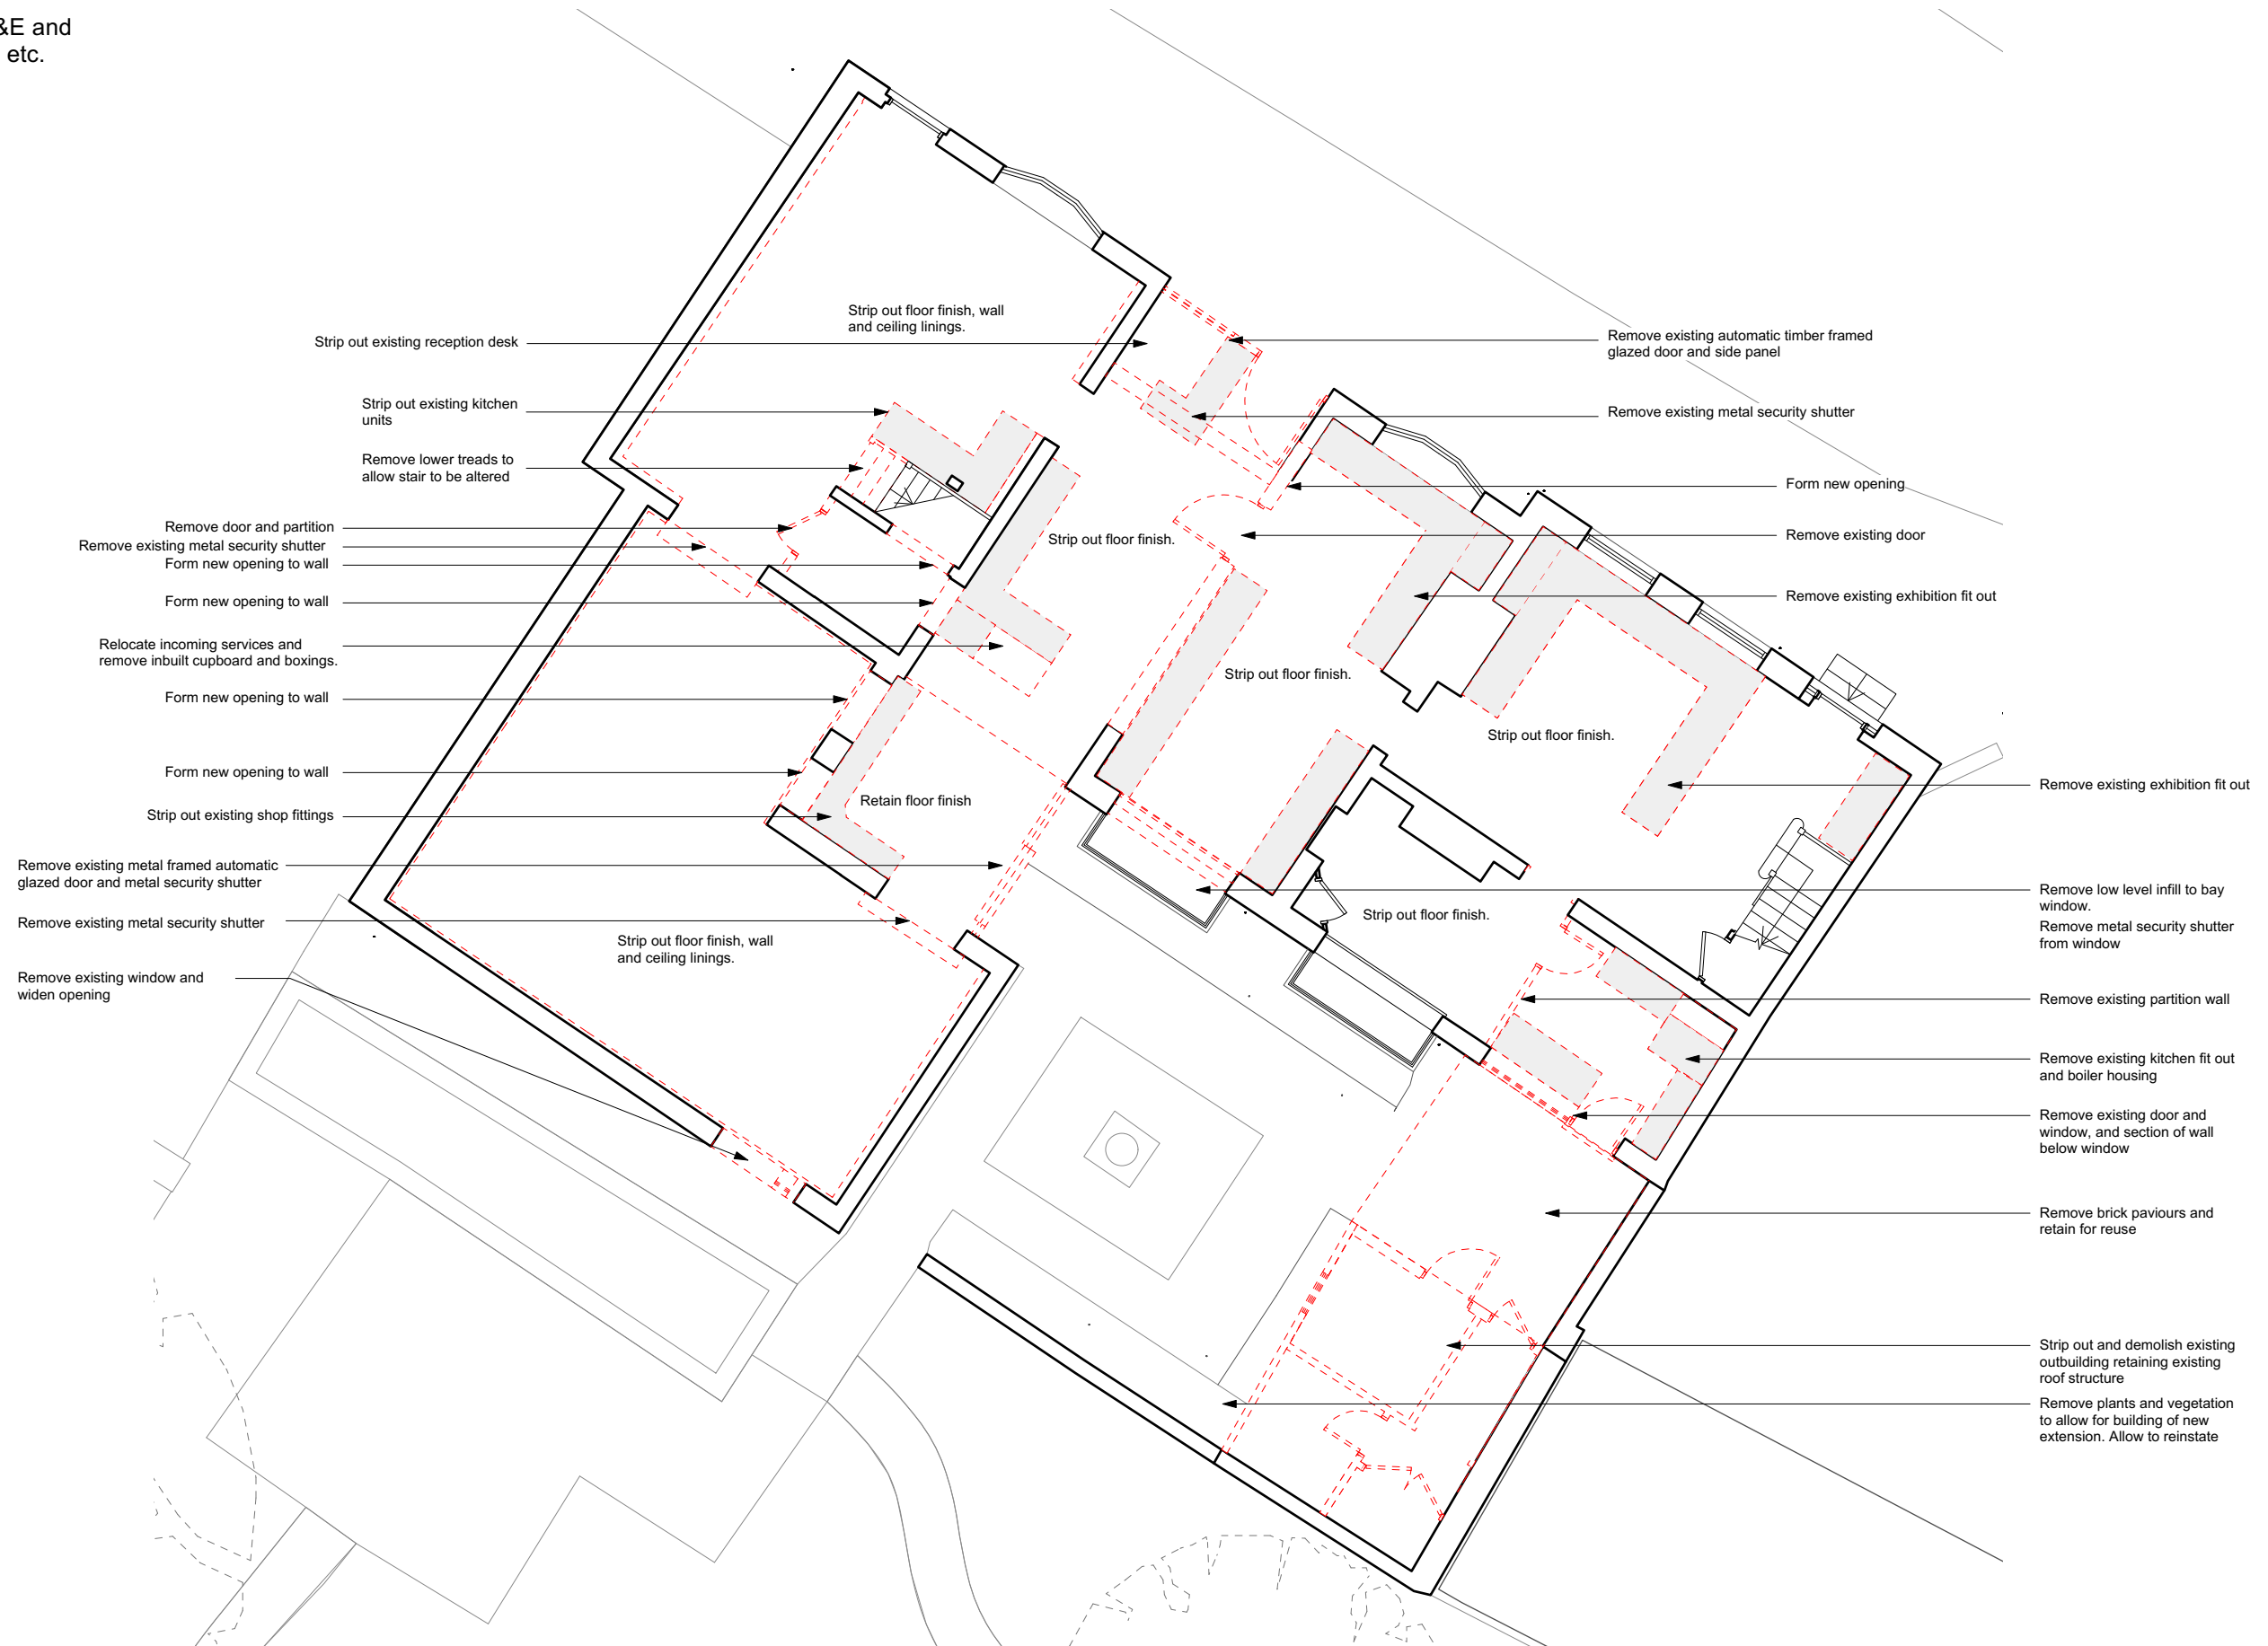 &E and
etc.
Strip out existing reception desk
Strip out existing kitchen
units
Remove lower treads to
allow stair to be altered
Remove door and partition
Remove existing metal security shutter
Form new opening to wall
Form new opening to wall
Relocate incoming services and
remove inbuilt cupboard and boxings.
Form new opening to wall
Form new opening to wall
Strip out existing shop fittings
Remove existing metal framed automatic
glazed door and metal security shutter
Remove existing metal security shutter
Remove existing window and
widen opening
Strip out floor finish, wall
and ceiling linings.
Strip out floor finish.
Strip out floor finish.
Strip out floor finish.
Retain floor finish
Strip out floor finish.
Strip out floor finish, wall
and ceiling linings.
Remove existing automatic timber framed
glazed door and side panel
Remove existing metal security shutter
Form new opening
Remove existing door
Remove existing exhibition fit out
Remove existing exhibition fit out
Remove low level infill to bay
window.
Remove metal security shutter
from window
Remove existing partition wall
Remove existing kitchen fit out
and boiler housing
Remove existing door and
window, and section of wall
below window
Remove brick paviours and
retain for reuse
Strip out and demolish existing
outbuilding retaining existing
roof structure
Remove plants and vegetation
to allow for building of new
extension. Allow to reinstate